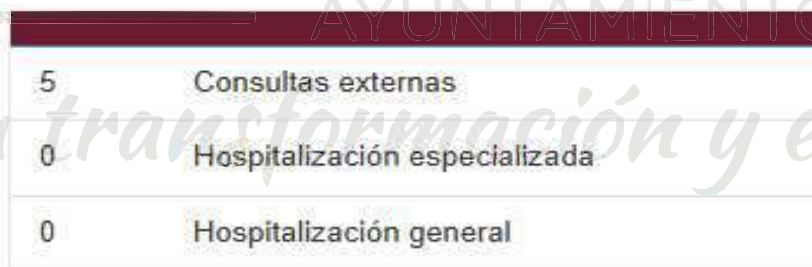 AYUNTAMIENTO
5 Consultas externas
transformación y e
0 Hospitalización especializada
0 Hospitalización general